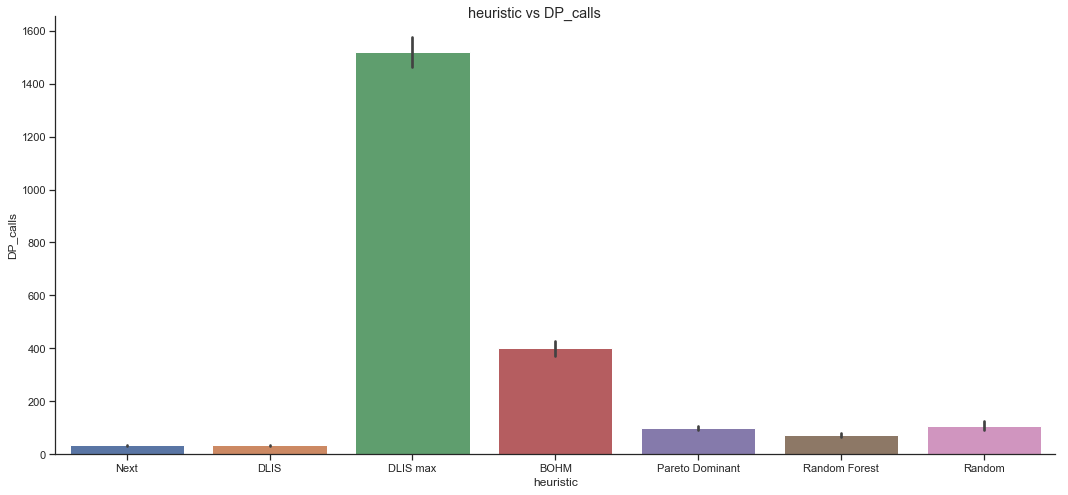 heuristic vs DP_calls
1600
1400
1200
1000
800
600
400
200
0
DP_calls
Next DLIS DLIS max BOHM Pareto Dominant Random Forest Random
heuristic